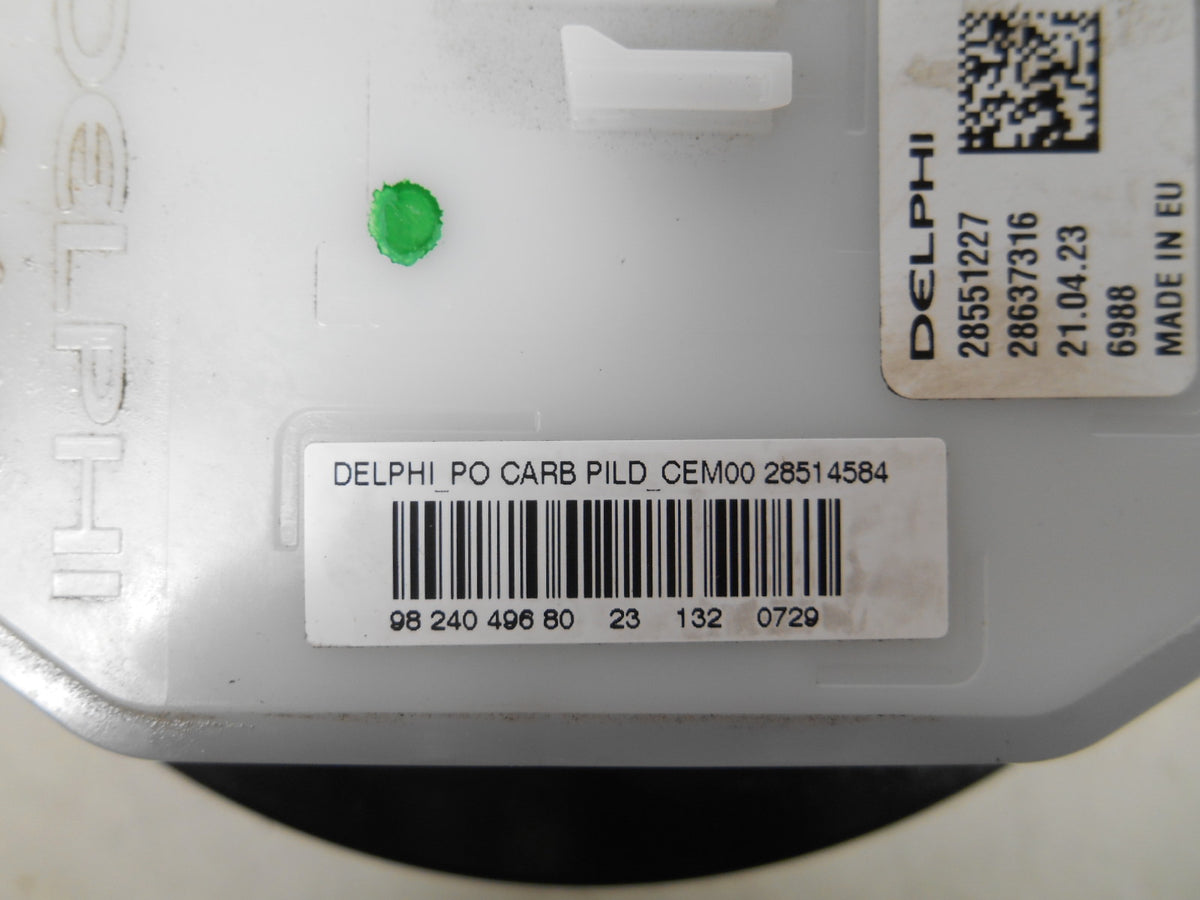 DELPHI
DELPHI
28551227
28637316
21.04.23
6988
MADE IN EU
DELPHI_PO CARB PILD_CEM00 28514584
98 240 496 80 23 132 0729